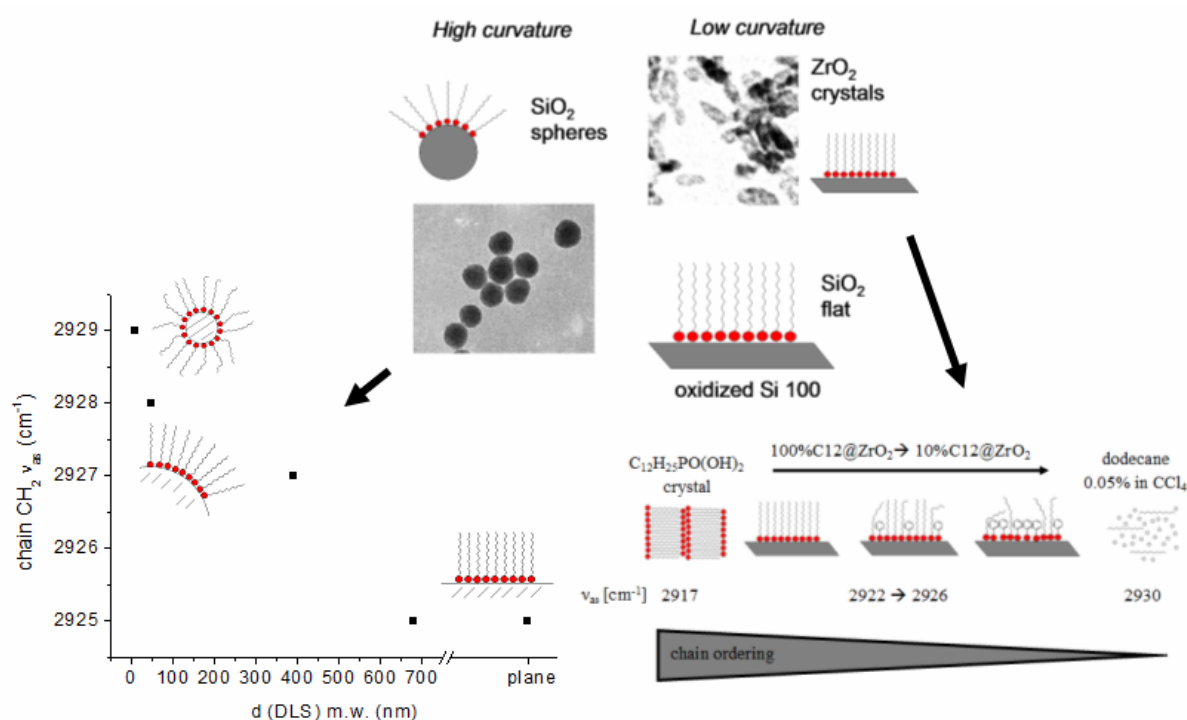 High curvature
Low curvature
SiO2
spheres
ZrO2
crystals
SiO2
flat
oxidized Si 100
chain CH2 νas (cm-1)
2929
2928
2927
2926
2925
0 100 200 300 400 500 600 700 plane
d (DLS) m.w. (nm)
100%C12@ZrO2→ 10%C12@ZrO2
C12H25PO(OH)2
crystal
dodecane
0.05% in CCl4
νas [cm-1] 2917 2922 → 2926 2930
chain ordering